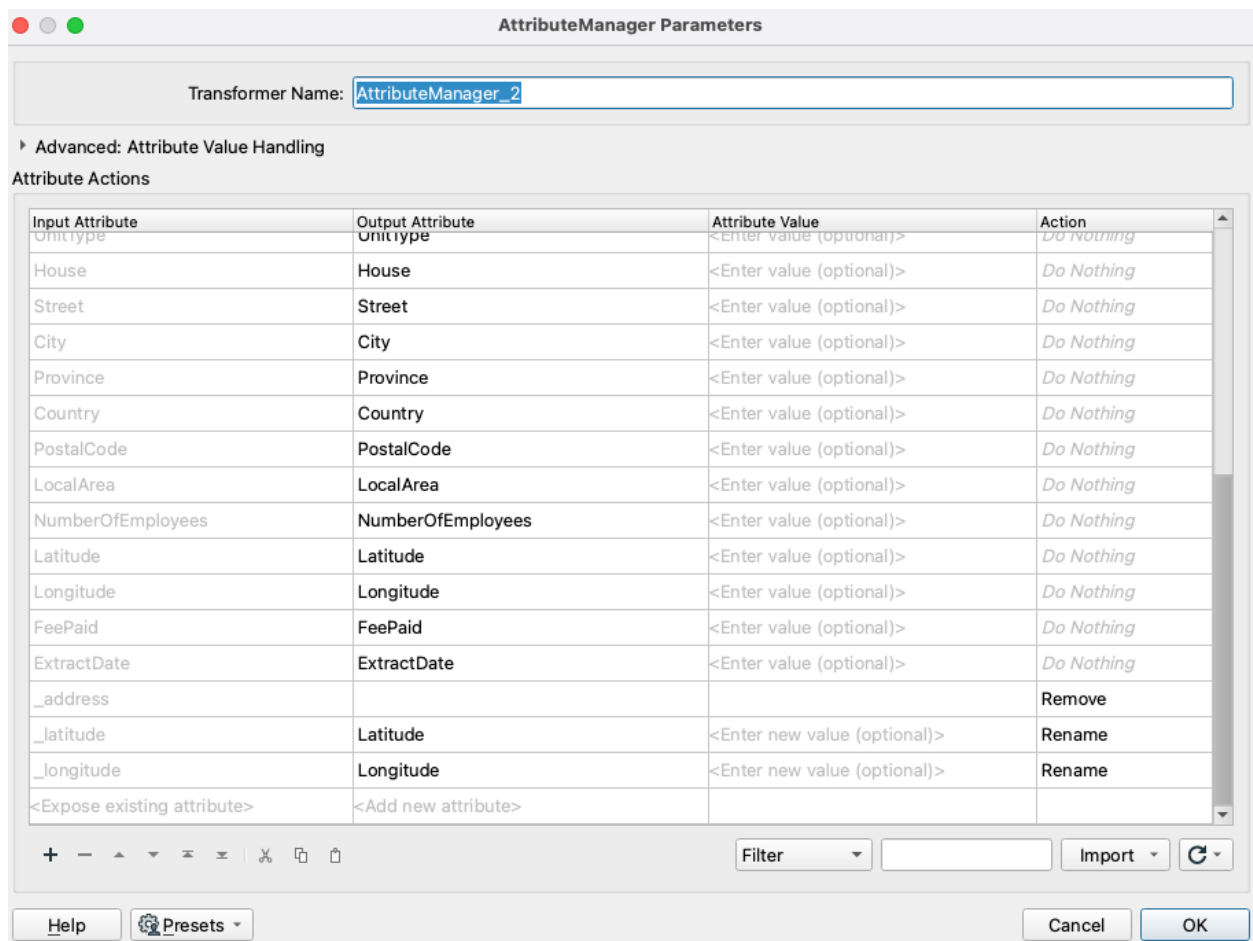 AttributeManager Parameters
Transformer Name: AttributeManager_2
Advanced: Attribute Value Handling
Attribute Actions
Input Attribute Output Attribute Attribute Value Action
UnitType UnitType <Enter value (optional)> Do Nothing
House House <Enter value (optional)> Do Nothing
Street Street <Enter value (optional)> Do Nothing
City City <Enter value (optional)> Do Nothing
Province Province <Enter value (optional)> Do Nothing
Country Country <Enter value (optional)> Do Nothing
PostalCode PostalCode <Enter value (optional)> Do Nothing
LocalArea LocalArea <Enter value (optional)> Do Nothing
NumberOfEmployees NumberOfEmployees <Enter value (optional)> Do Nothing
Latitude Latitude <Enter value (optional)> Do Nothing
Longitude Longitude <Enter value (optional)> Do Nothing
FeePaid FeePaid <Enter value (optional)> Do Nothing
ExtractDate ExtractDate <Enter value (optional)> Do Nothing
_address Remove
_latitude Latitude <Enter new value (optional)> Rename
_longitude Longitude <Enter new value (optional)> Rename
<Expose existing attribute> <Add new attribute>
Filter Import
Help Presets Cancel OK